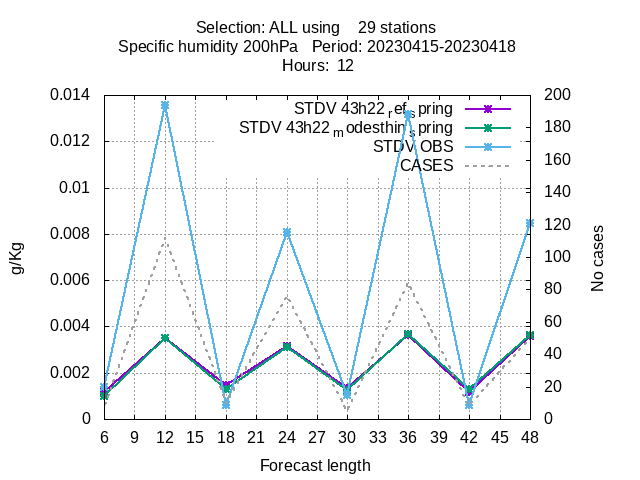 Selection: ALL using    29 stations
Specific humidity 200hPa   Period: 20230415-20230418
Hours:  12
STDV 43h22_ref_spring
STDV 43h22_modesthin_spring
STDV OBS
CASES
0.014
0.012
0.01
0.008
0.006
0.004
0.002
0
200
180
160
140
120
100
80
60
40
20
0
g/Kg
No cases
6 9 12 15 18 21 24 27 30 33 36 39 42 45 48
Forecast length